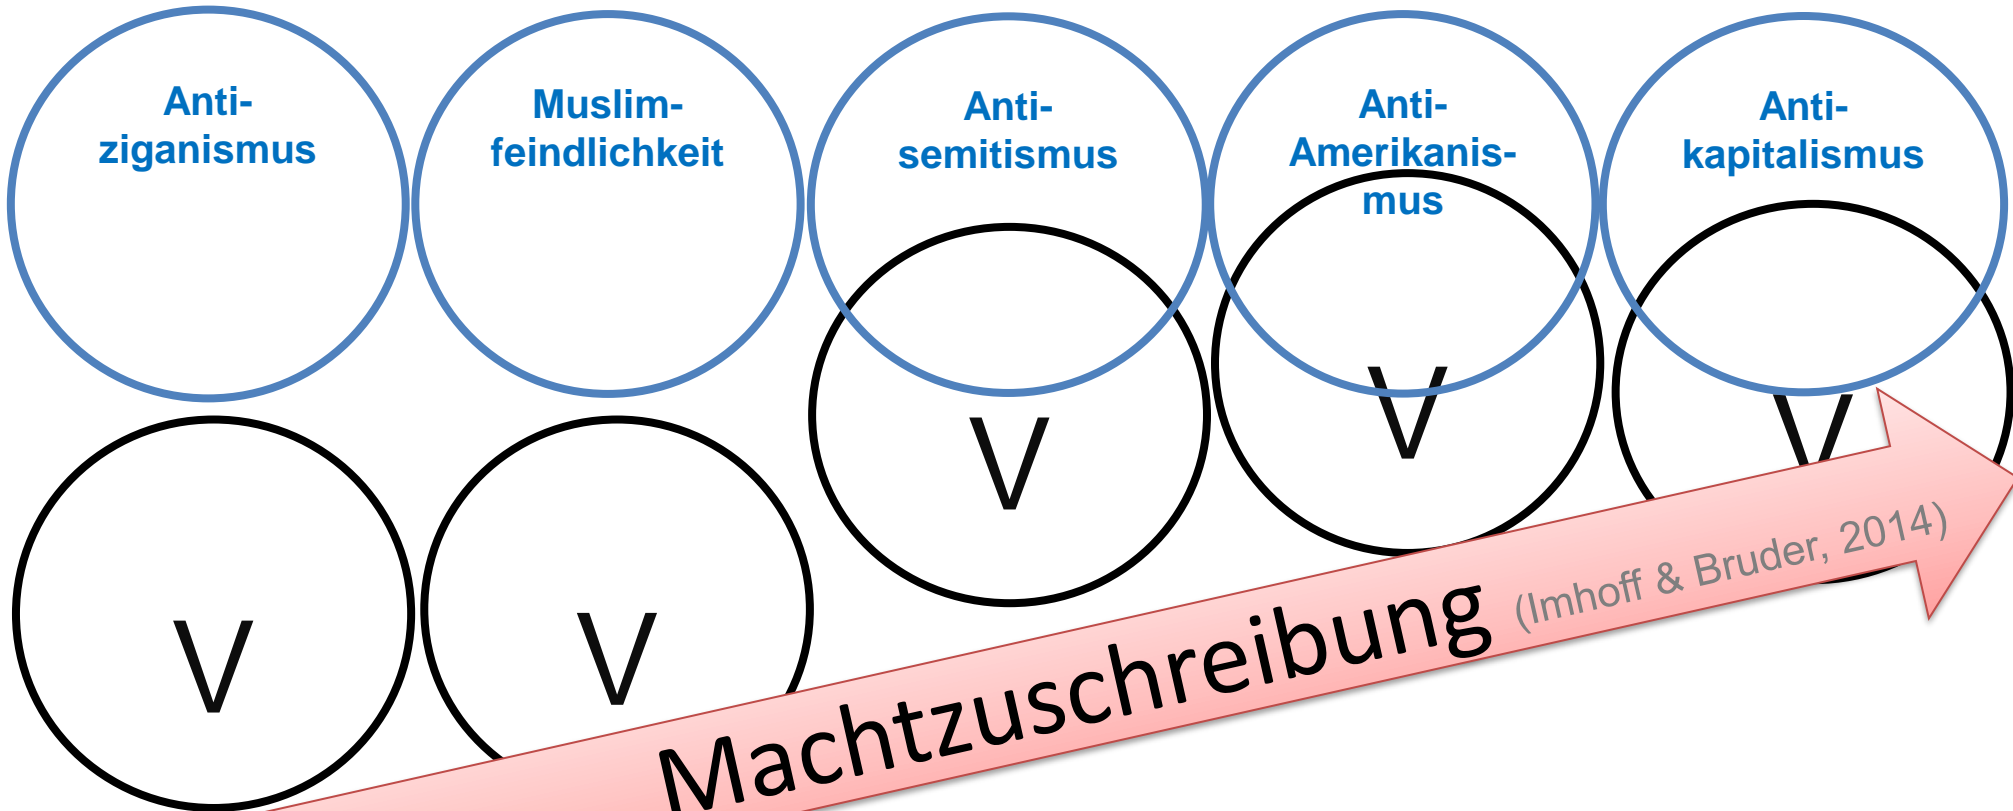 Anti-
ziganismus
Muslim-
feindlichkeit
Anti-
semitismus
Anti-
Amerikanis-
mus
Anti-
kapitalismus
V
V
V
V
V
Machtzuschreibung (Imhoff & Bruder, 2014)